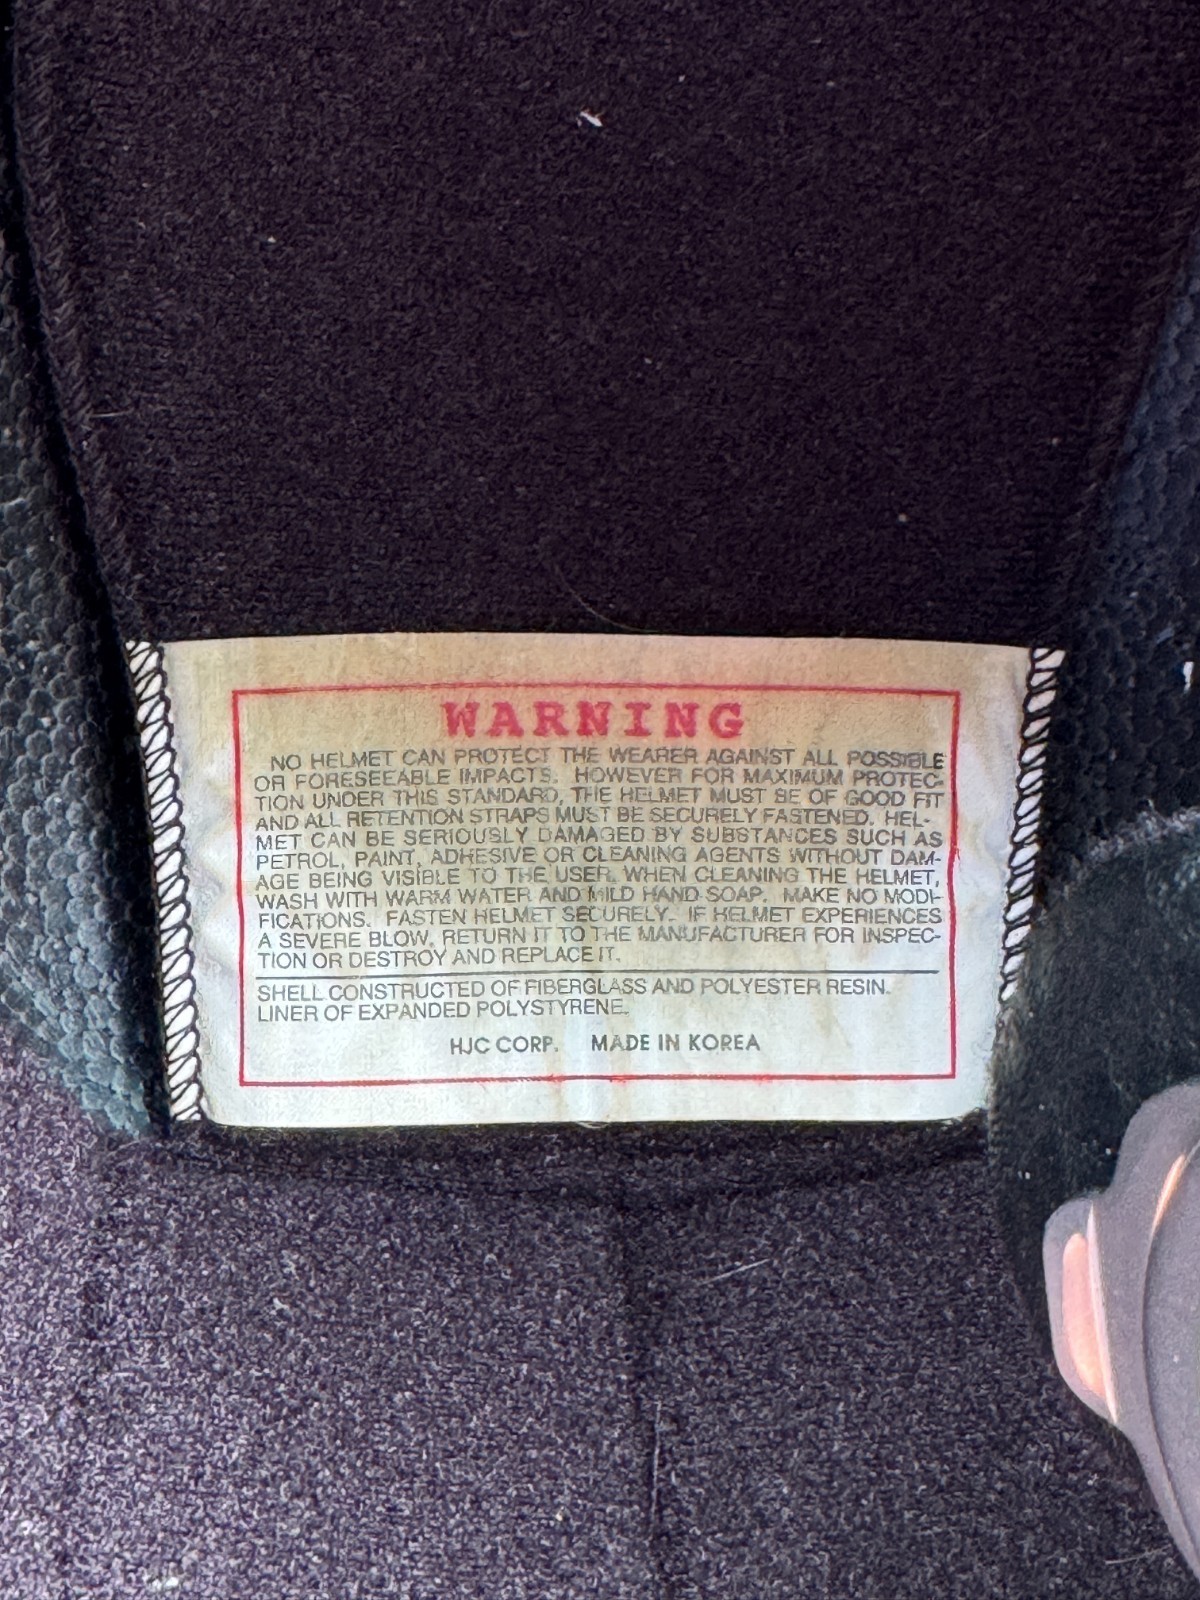 WARNING
NO HELMET CAN PROTECT THE WEARER AGAINST ALL POSSIBLE
OR FORESEEABLE IMPACTS. HOWEVER FOR MAXIMUM PROTEC-
TION UNDER THIS STANDARD, THE HELMET MUST BE OF GOOD FIT
AND ALL RETENTION STRAPS MUST BE SECURELY FASTENED. HEL-
MET CAN BE SERIOUSLY DAMAGED BY SUBSTANCES SUCH AS
PETROL, PAINT, ADHESIVE OR CLEANING AGENTS WITHOUT DAM-
AGE BEING VISIBLE TO THE USER. WHEN CLEANING THE HELMET,
WASH WITH WARM WATER AND MILD HAND SOAP. MAKE NO MODI-
FICATIONS. FASTEN HELMET SECURELY. IF HELMET EXPERIENCES
A SEVERE BLOW, RETURN IT TO THE MANUFACTURER FOR INSPEC-
TION OR DESTROY AND REPLACE IT.
SHELL CONSTRUCTED OF FIBERGLASS AND POLYESTER RESIN.
LINER OF EXPANDED POLYSTYRENE.
HJC CORP. MADE IN KOREA